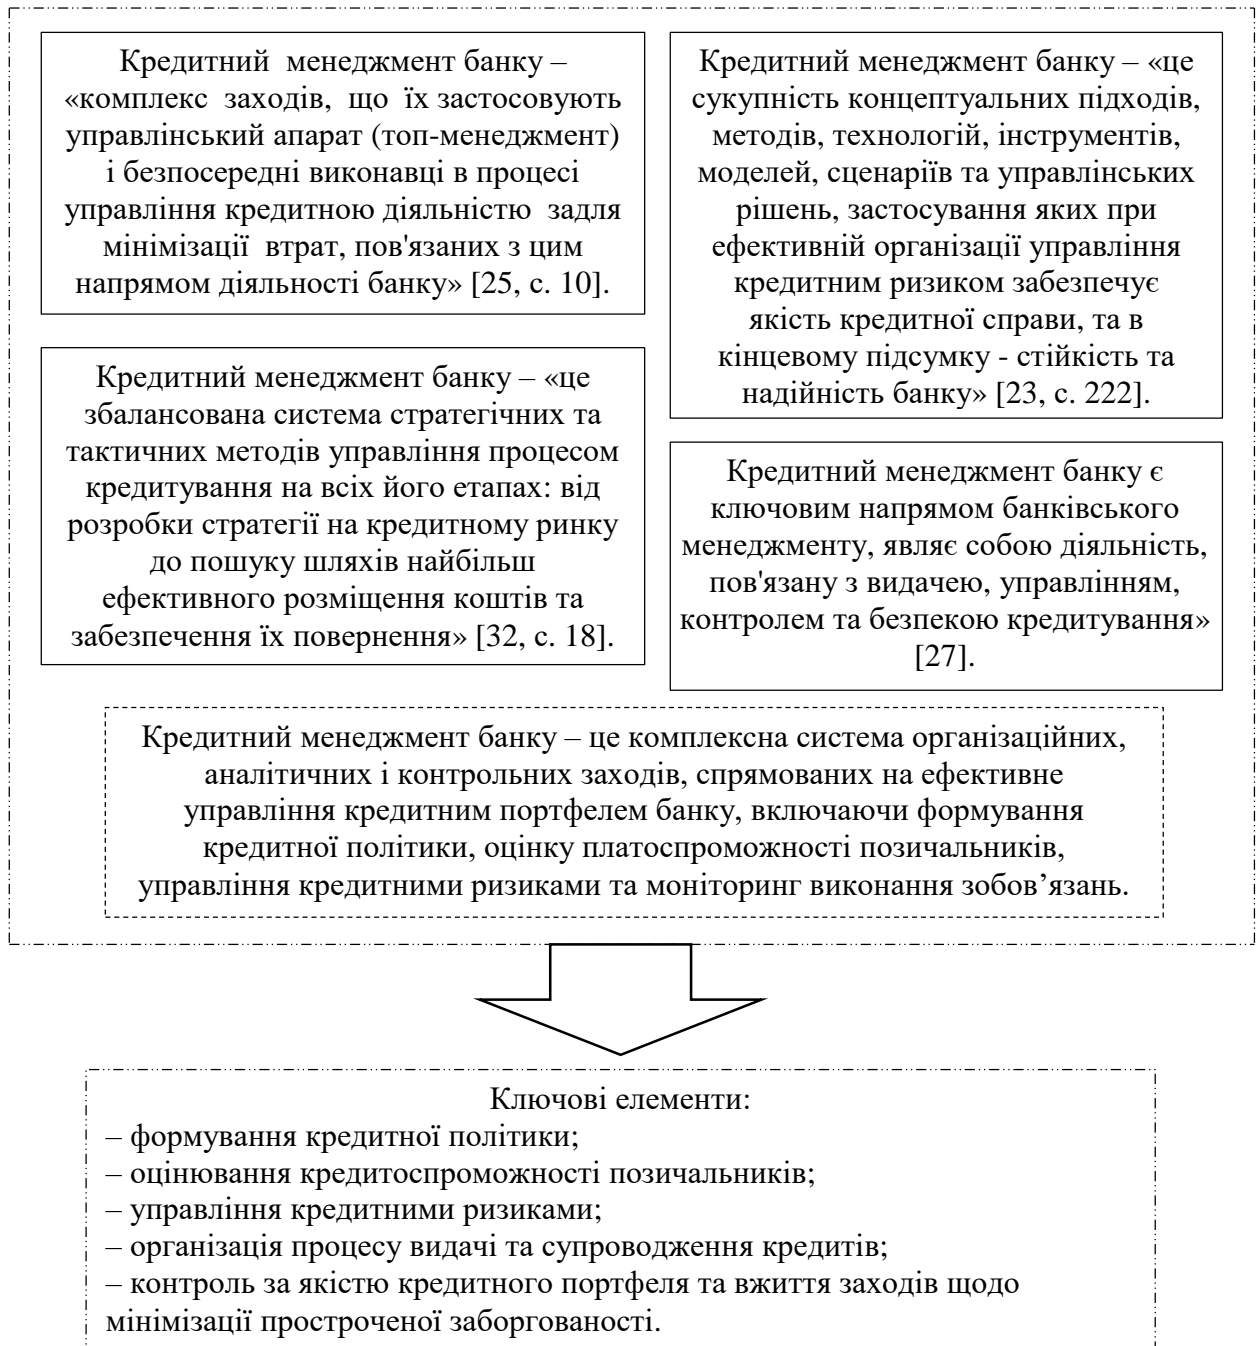 Кредитний менеджмент банку –
«комплекс заходів, що їх застосовують
управлінський апарат (топ-менеджмент)
і безпосередні виконавці в процесі
управління кредитною діяльністю задля
мінімізації втрат, пов'язаних з цим
напрямом діяльності банку» [25, с. 10].
Кредитний менеджмент банку – «це
збалансована система стратегічних та
тактичних методів управління процесом
кредитування на всіх його етапах: від
розробки стратегії на кредитному ринку
до пошуку шляхів найбільш
ефективного розміщення коштів та
забезпечення їх повернення» [32, с. 18].
Кредитний менеджмент банку – «це
сукупність концептуальних підходів,
методів, технологій, інструментів,
моделей, сценаріїв та управлінських
рішень, застосування яких при
ефективній організації управління
кредитним ризиком забезпечує
якість кредитної справи, та в
кінцевому підсумку - стійкість та
надійність банку» [23, с. 222].
Кредитний менеджмент банку є
ключовим напрямом банківського
менеджменту, являє собою діяльність,
пов'язану з видачею, управлінням,
контролем та безпекою кредитування»
[27].
Кредитний менеджмент банку – це комплексна система організаційних,
аналітичних і контрольних заходів, спрямованих на ефективне
управління кредитним портфелем банку, включаючи формування
кредитної політики, оцінку платоспроможності позичальників,
управління кредитними ризиками та моніторинг виконання зобов’язань.
Ключові елементи:
– формування кредитної політики;
– оцінювання кредитоспроможності позичальників;
– управління кредитними ризиками;
– організація процесу видачі та супроводження кредитів;
– контроль за якістю кредитного портфеля та вжиття заходів щодо
мінімізації простроченої заборгованості.